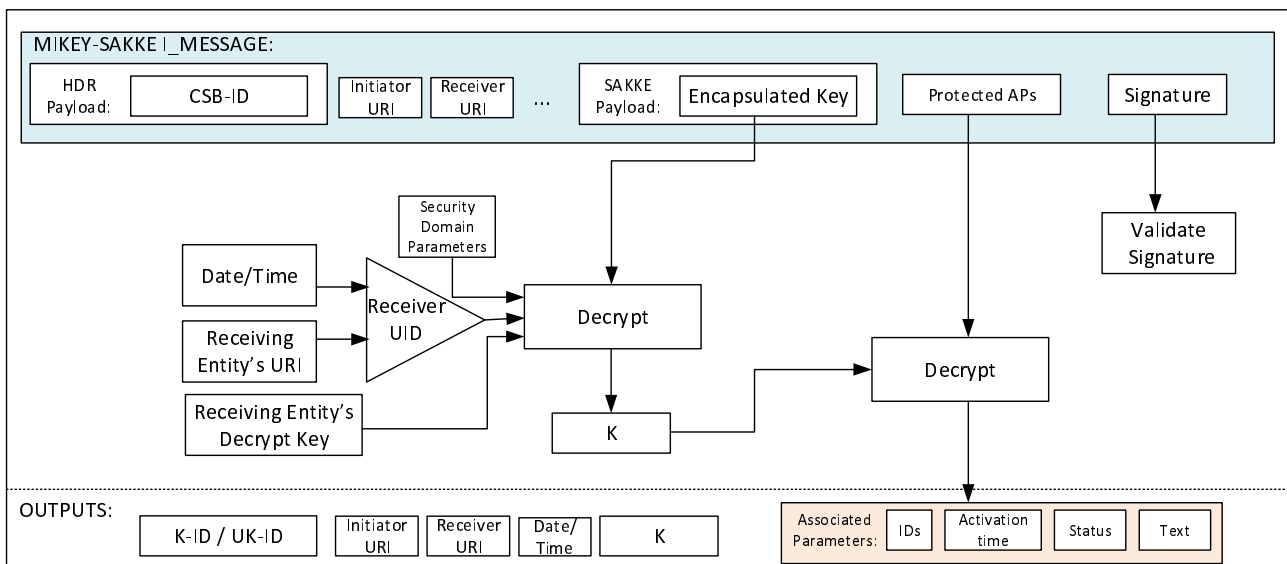 MIKEY-SAKKE I_MESSAGE:
HDR
Payload:
CSB-ID
Initiator
URI
Receiver
URI
...
SAKKE
Payload:
Encapsulated Key
Protected APs
Signature
Security
Domain
Parameters
Validate
Signature
Date/Time
Receiver
UID
Decrypt
Receiving
Entity’s URI
Decrypt
Receiving Entity’s
Decrypt Key
K
OUTPUTS:
K-ID / UK-ID
Initiator
URI
Receiver
URI
Date/
Time
K
Associated
Parameters:
IDs
Activation
time
Status
Text